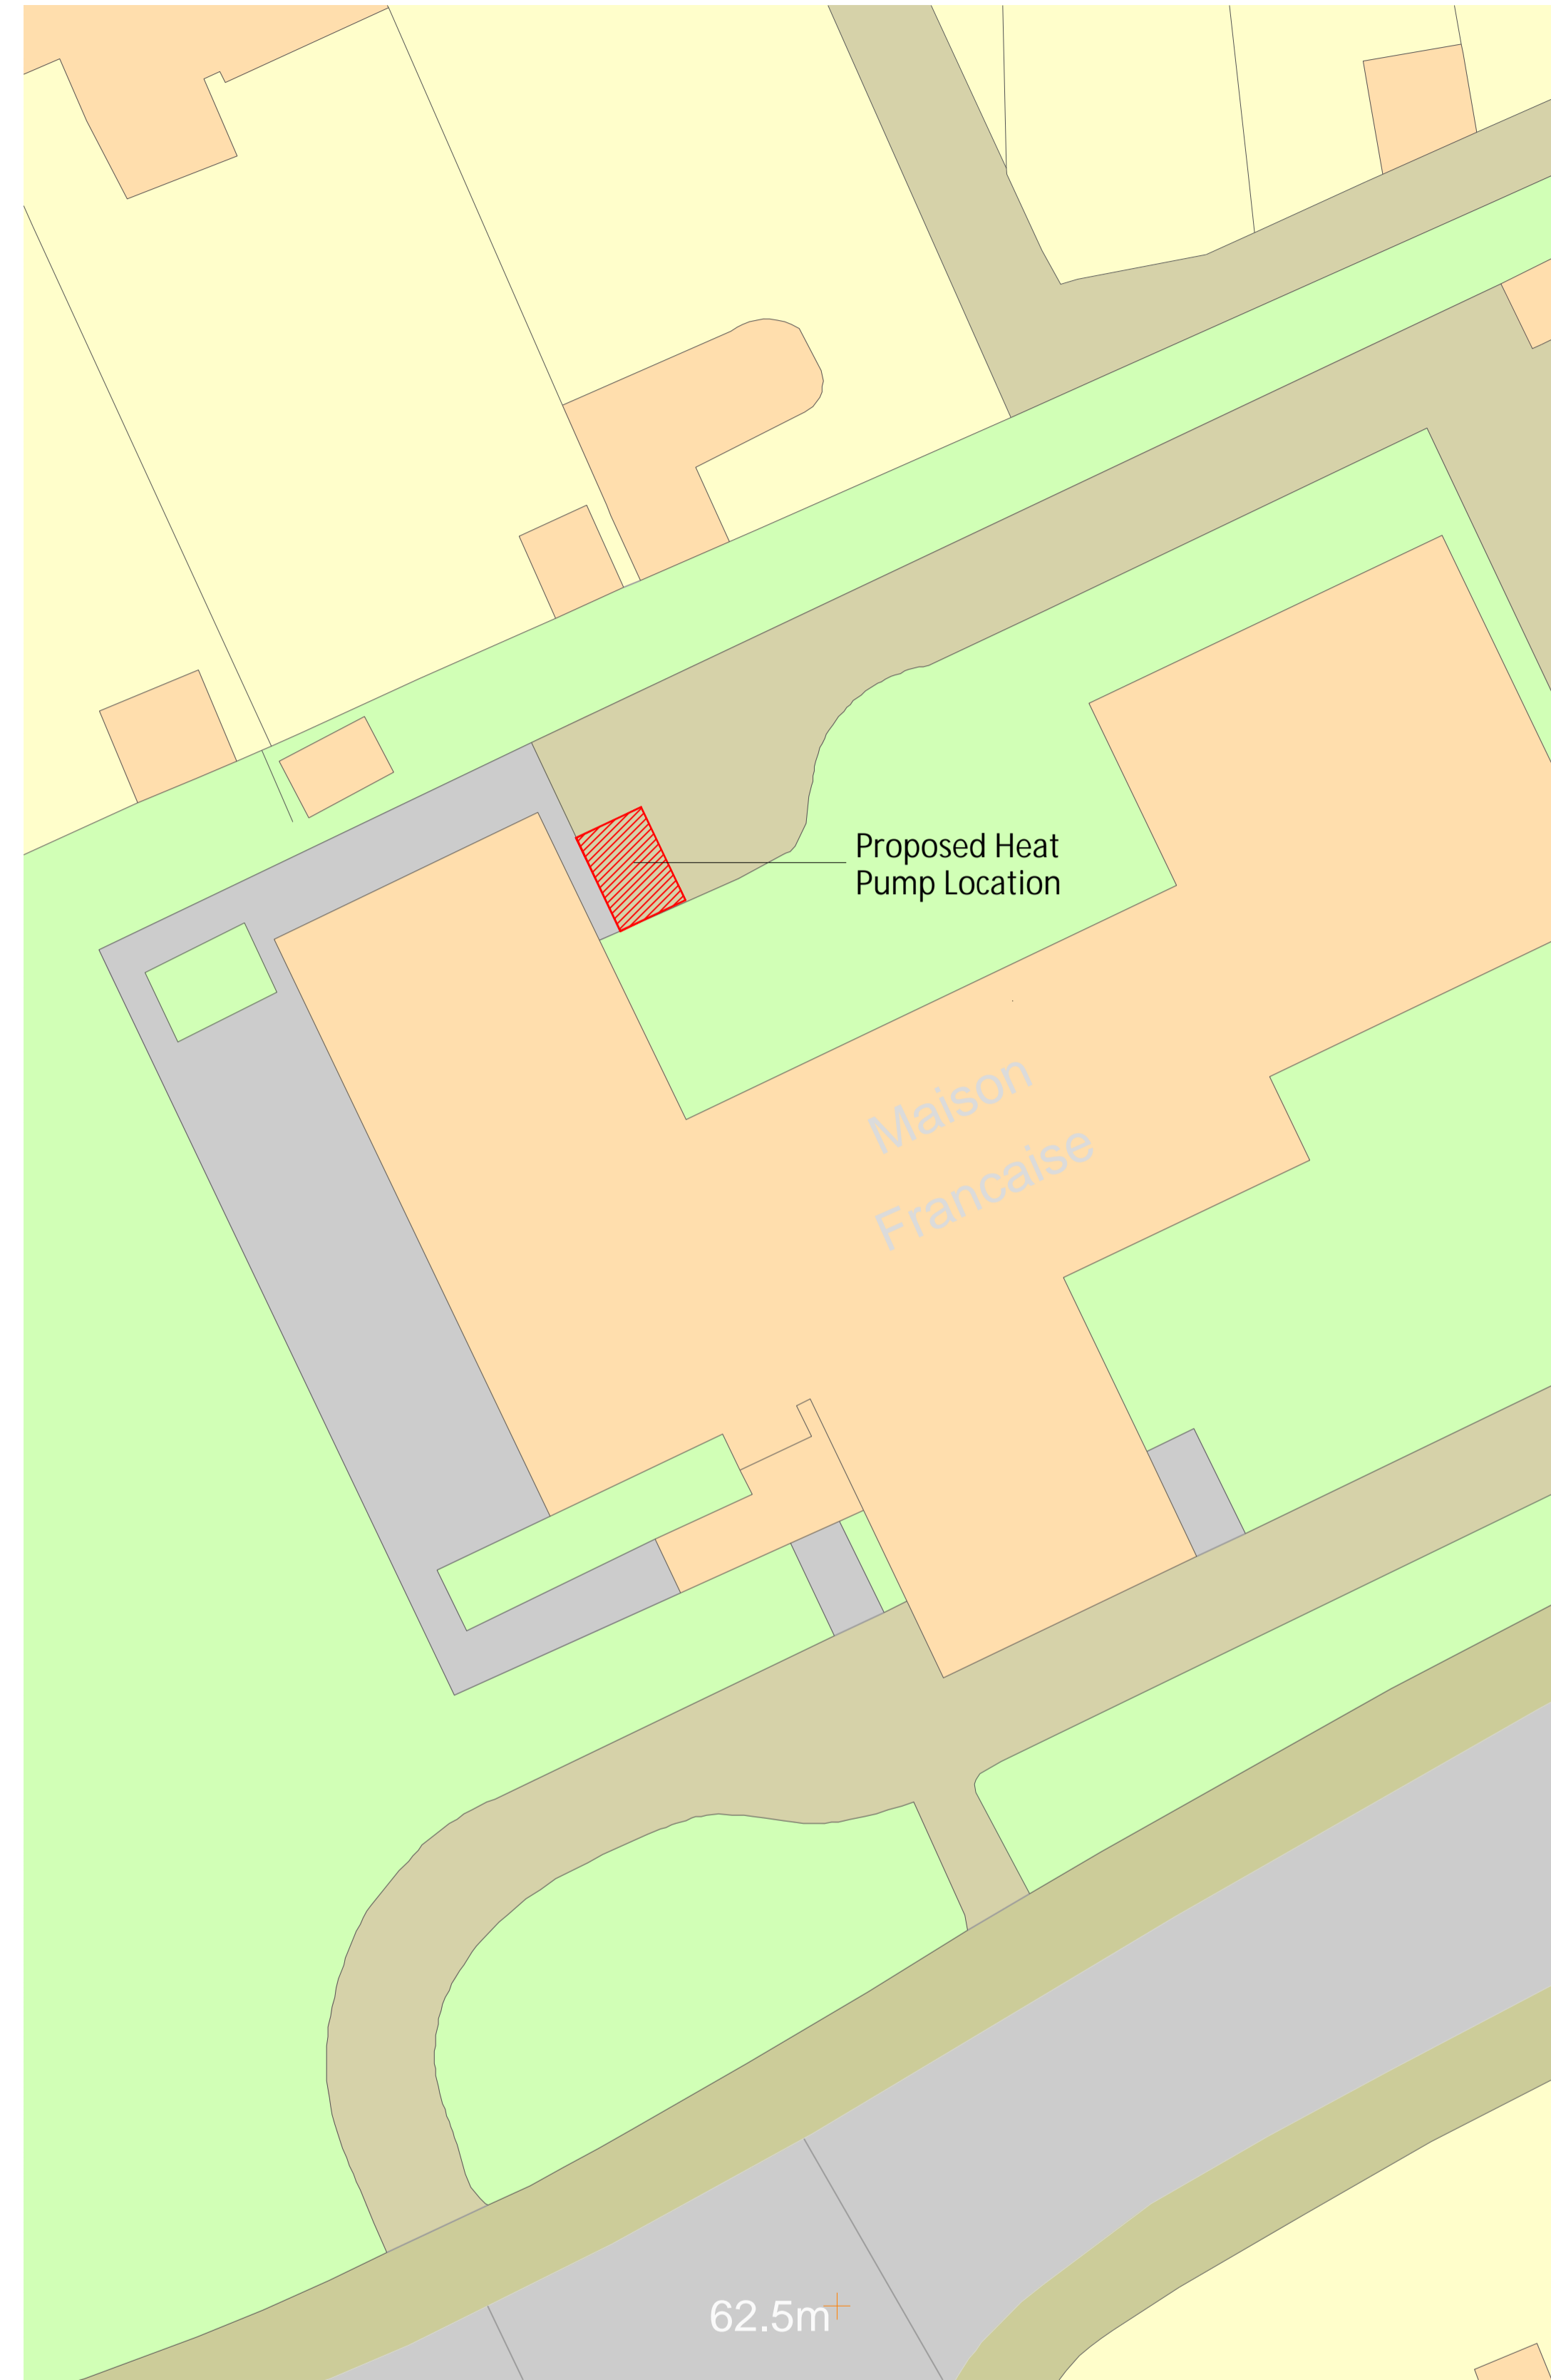 Proposed Heat
Pump Location
Maison
Francaise
62.5m